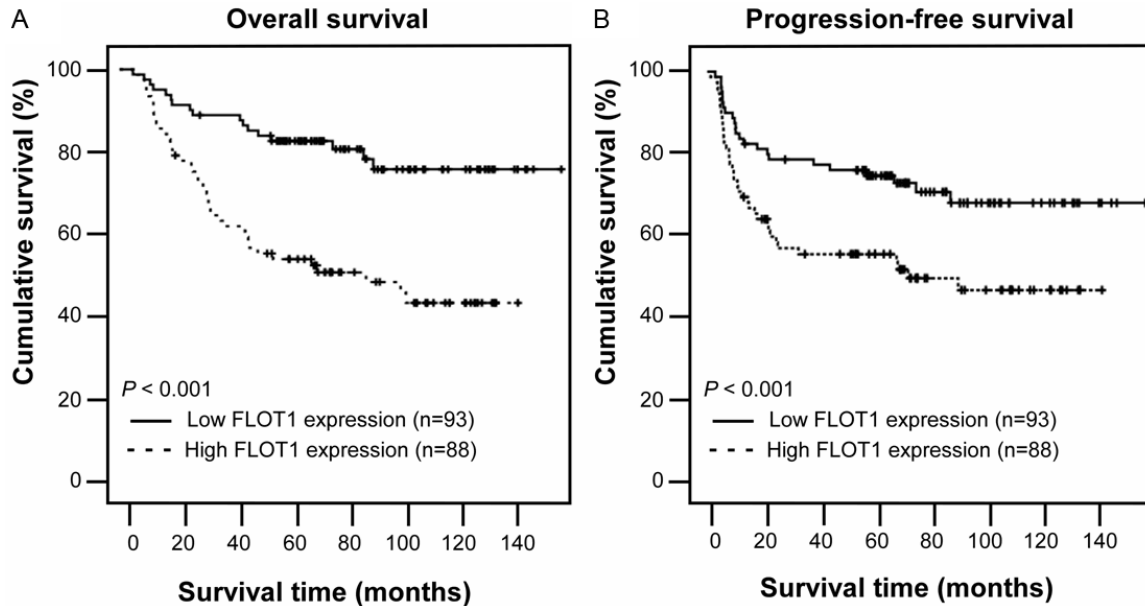 A
Overall survival
Cumulative survival (%)
100
80
60
40
20
0
P < 0.001
Low FLOT1 expression (n=93)
High FLOT1 expression (n=88)
0 20 40 60 80 100 120 140
Survival time (months)
B
Progression-free survival
Cumulative survival (%)
100
80
60
40
20
0
P < 0.001
Low FLOT1 expression (n=93)
High FLOT1 expression (n=88)
0 20 40 60 80 100 120 140
Survival time (months)